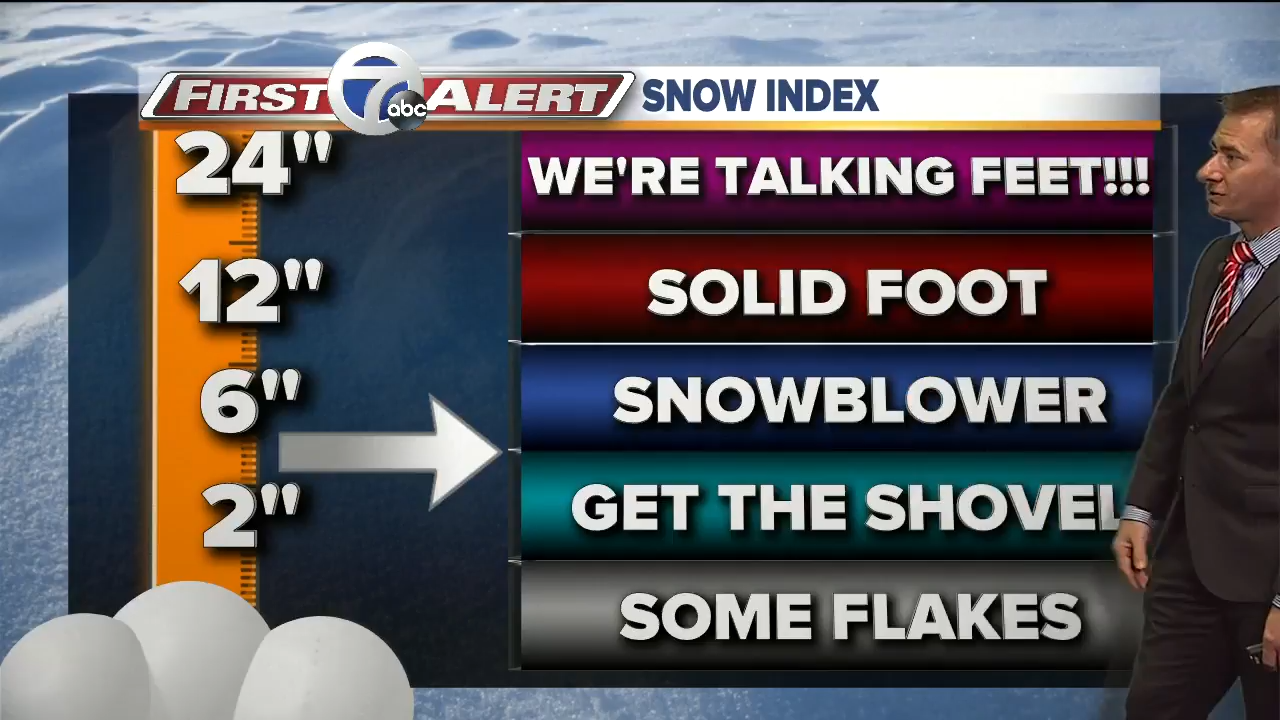 FIRST 7 abc ALERT SNOW INDEX
24" WE'RE TALKING FEET!!!
12" SOLID FOOT
6" SNOWBLOWER
2" GET THE SHOVEL
SOME FLAKES